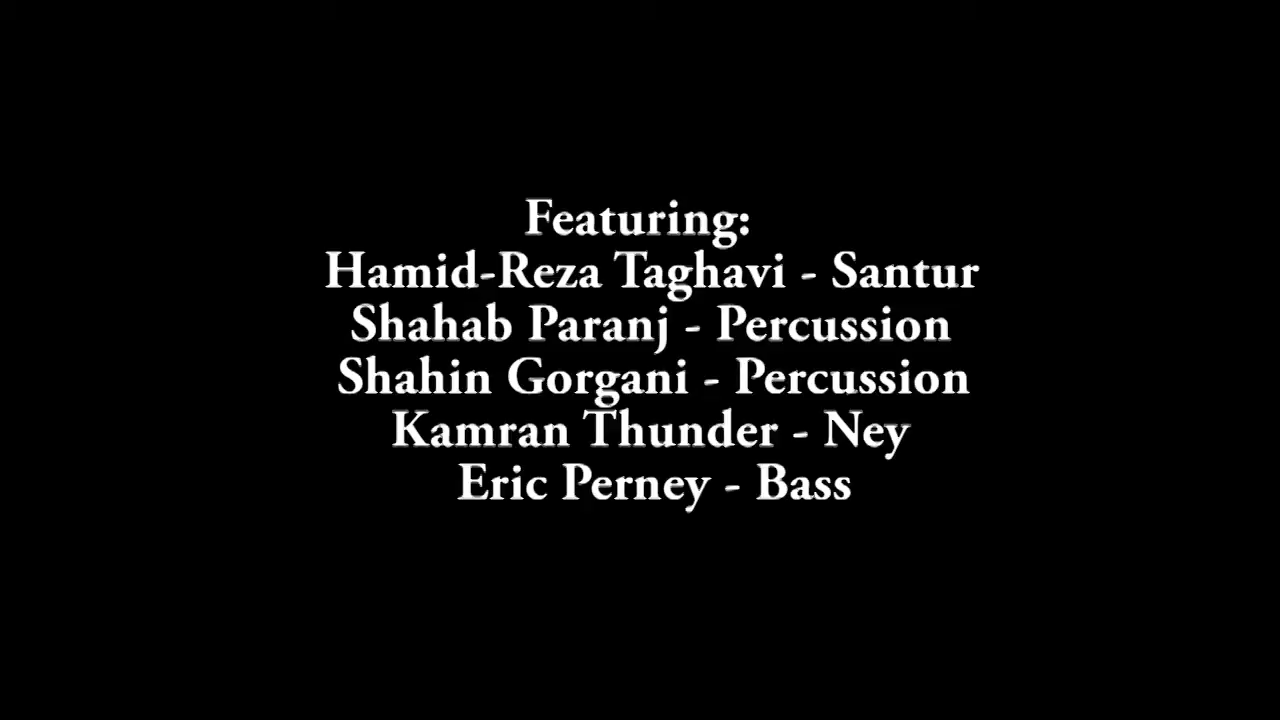 Featuring:
Hamid-Reza Taghavi - Santur
Shahab Paranj - Percussion
Shahin Gorgani - Percussion
Kamran Thunder - Ney
Eric Perney - Bass